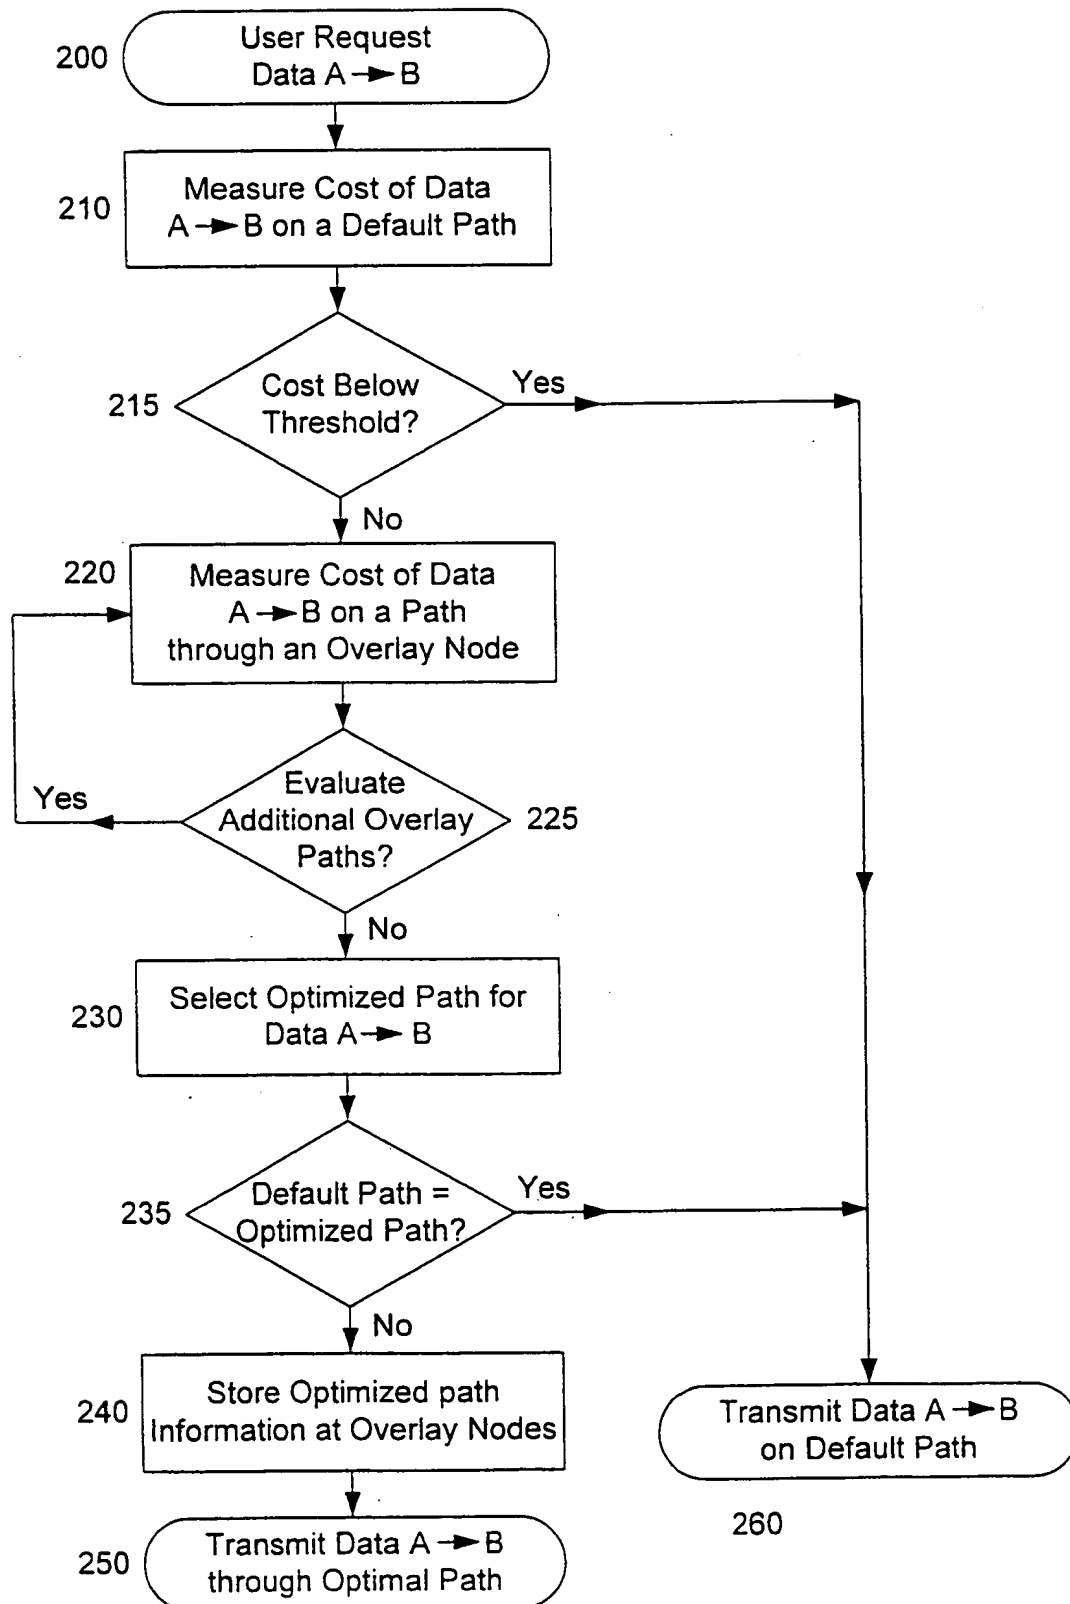 200
User Request
Data A → B
210
Measure Cost of Data
A → B on a Default Path
215
Cost Below
Threshold?
Yes
No
220
Measure Cost of Data
A → B on a Path
through an Overlay Node
Yes
Evaluate
Additional Overlay
Paths?
225
No
230
Select Optimized Path for
Data A → B
235
Default Path =
Optimized Path?
Yes
No
240
Store Optimized path
Information at Overlay Nodes
Transmit Data A → B
on Default Path
260
250
Transmit Data A → B
through Optimal Path